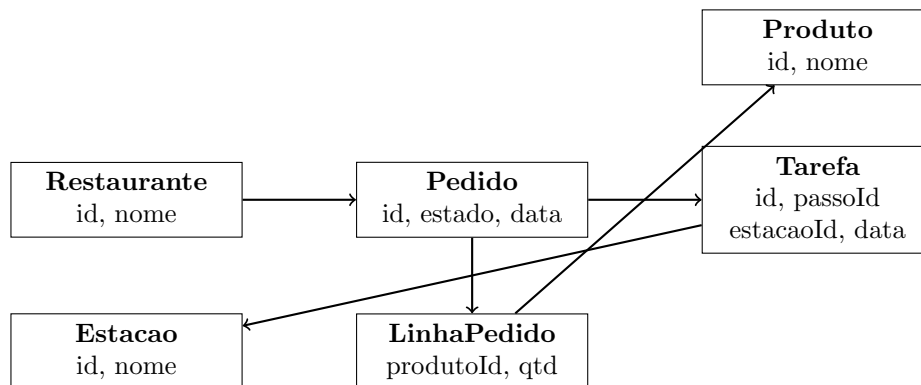 Produto
id, nome
Restaurante
id, nome
Pedido
id, estado, data
Tarefa
id, passoId
estacaoId, data
Estacao
id, nome
LinhaPedido
produtoId, qtd